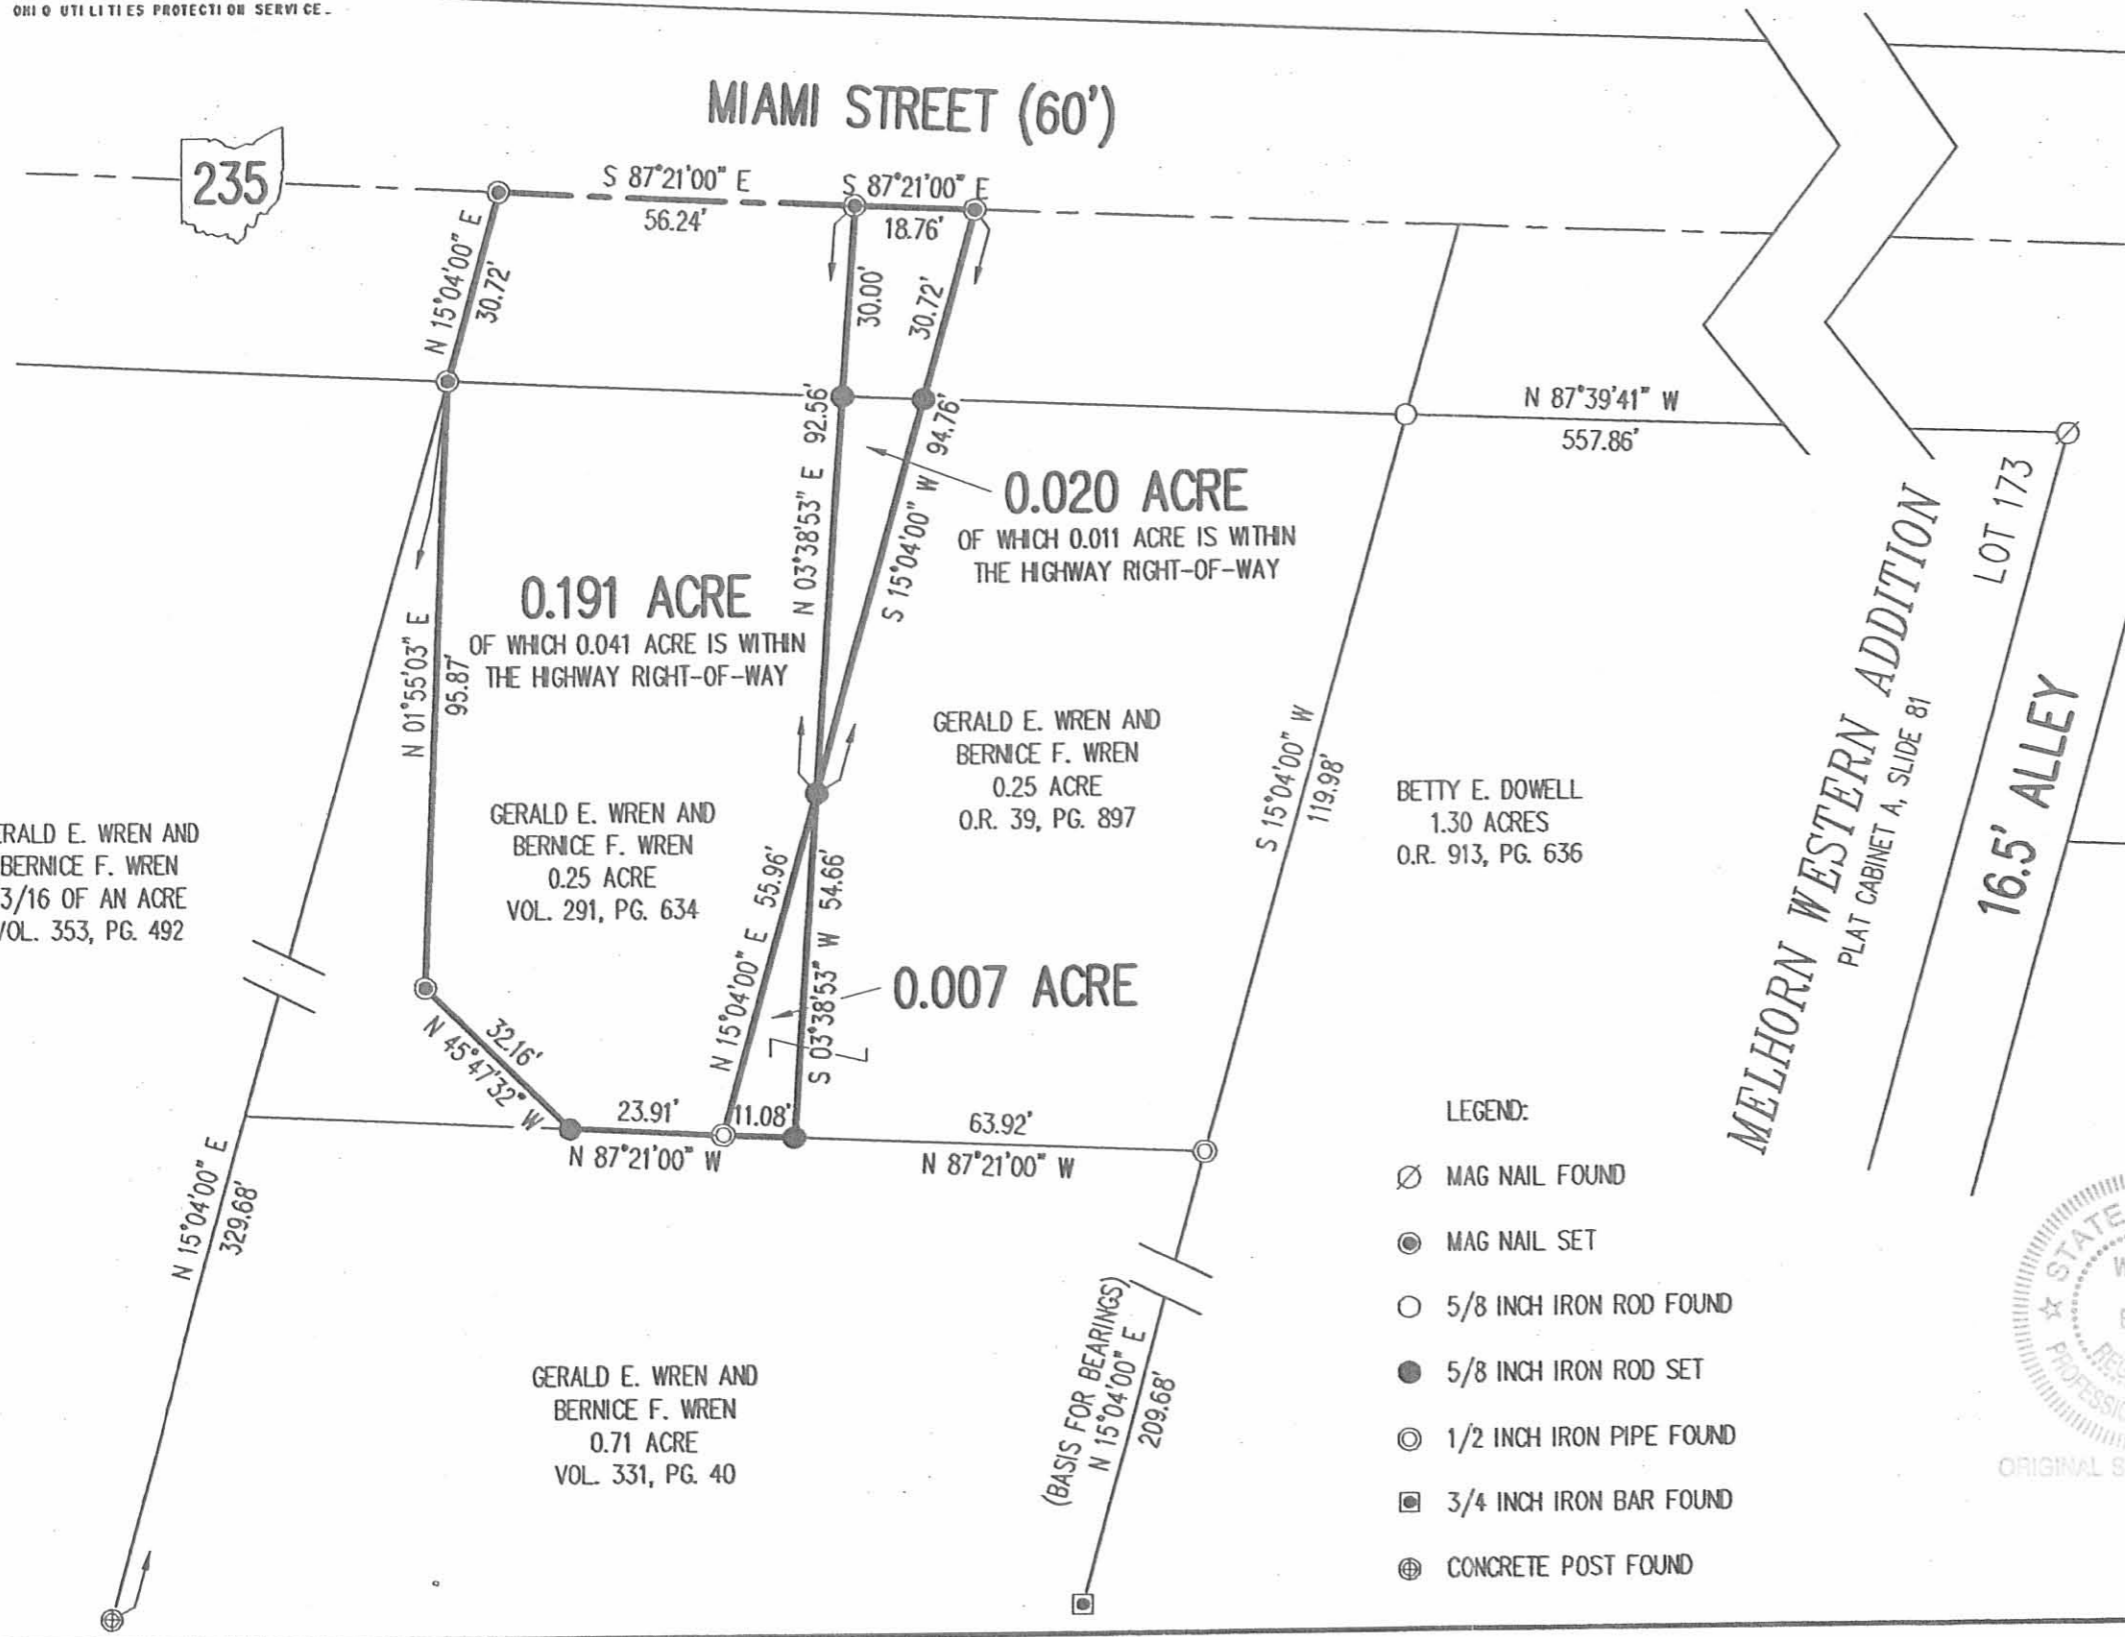 OHIO UTILITIES PROTECTION SERVICE.
MIAMI STREET (60')
235
S 87°21'00" E
56.24'
S 87°21'00" E
18.76'
N 15°04'00" E
30.72'
30.00'
30.72'
N 87°39'41" W
557.86'
N 03°38'53" E 92.56'
S 15°04'00" W 94.76'
0.020 ACRE
OF WHICH 0.011 ACRE IS WITHIN
THE HIGHWAY RIGHT-OF-WAY
0.191 ACRE
OF WHICH 0.041 ACRE IS WITHIN
THE HIGHWAY RIGHT-OF-WAY
N 01°55'03" E
95.87'
GERALD E. WREN AND
BERNICE F. WREN
0.25 ACRE
O.R. 39, PG. 897
S 15°04'00" W
119.98'
BETTY E. DOWELL
1.30 ACRES
O.R. 913, PG. 636
MELHORN WESTERN ADDITION
PLAT CABINET A, SLIDE 81
LOT 173
16.5' ALLEY
ERALD E. WREN AND
BERNICE F. WREN
3/16 OF AN ACRE
VOL. 353, PG. 492
GERALD E. WREN AND
BERNICE F. WREN
0.25 ACRE
VOL. 291, PG. 634
N 15°04'00" E 55.96'
S 03°38'53" W 54.66'
0.007 ACRE
32.16'
N 45°47'32" W
23.91'
N 87°21'00" W
11.08'
63.92'
N 87°21'00" W
N 15°04'00" E
329.68'
GERALD E. WREN AND
BERNICE F. WREN
0.71 ACRE
VOL. 331, PG. 40
(BASIS FOR BEARINGS)
N 15°04'00" E
209.68'
LEGEND:
MAG NAIL FOUND
MAG NAIL SET
5/8 INCH IRON ROD FOUND
5/8 INCH IRON ROD SET
1/2 INCH IRON PIPE FOUND
3/4 INCH IRON BAR FOUND
CONCRETE POST FOUND
STATE
PROFESSIO
ORIGINAL S